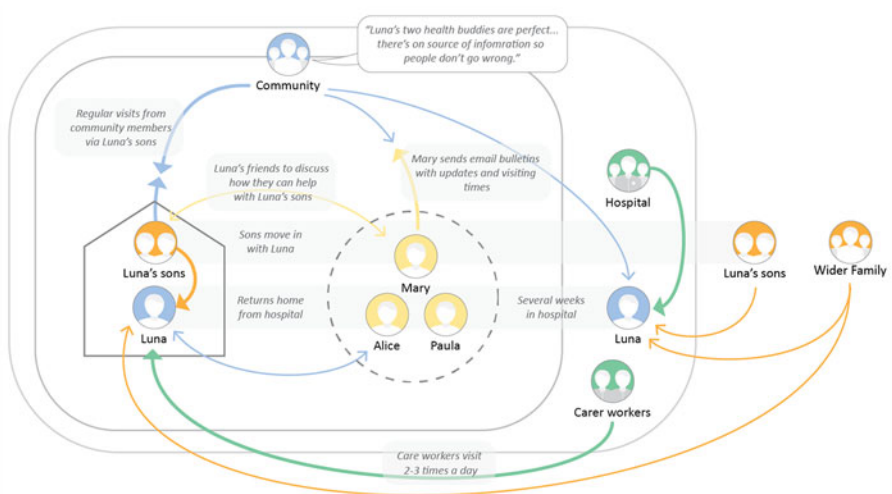 "Luna's two health buddies are perfect...
there's on source of infomration so
people don't go wrong."
Community
Regular visits from
community members
via Luna's sons
Luna's friends to discuss
how they can help
with Luna's sons
Mary sends email bulletins
with updates and visiting
times
Hospital
Sons move in
with Luna
Luna's sons
Mary
Luna's sons
Wider Family
Returns home
from hospital
Several weeks
in hospital
Luna
Alice
Paula
Luna
Carer workers
Care workers visit
2-3 times a day